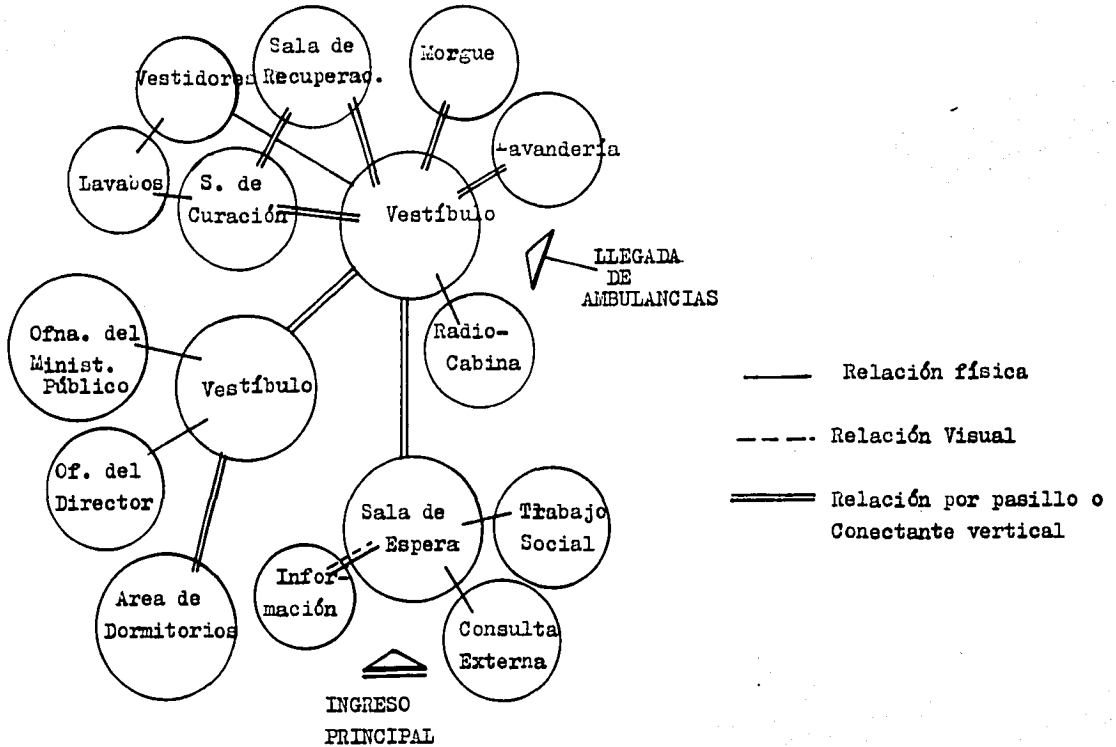 Sala de
Recuperac.
Morgue
Vestidores
Lavandería
Lavabos
S. de
Curación
Vestíbulo
LLEGADA
DE
AMBULANCIAS
Radio-
Cabina
Ofna. del
Minist.
Público
Vestíbulo
Of. del
Director
Area de
Dormitorios
Sala de
Espera
Trabajo
Social
Infor-
mación
Consulta
Externa
INGRESO
PRINCIPAL
Relación física
Relación Visual
Relación por pasillo o
Conectante vertical